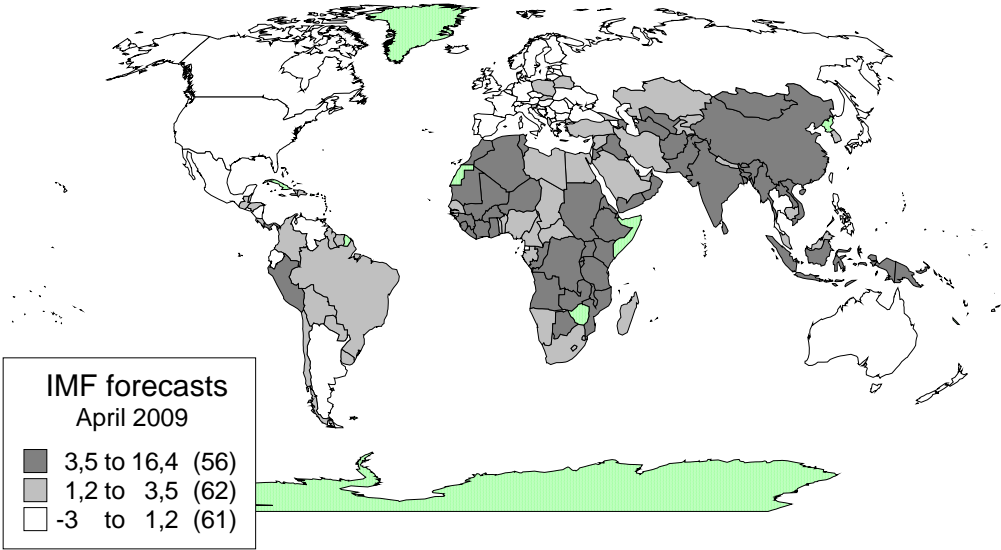 IMF forecasts
April 2009
3,5 to 16,4 (56)
1,2 to 3,5 (62)
-3 to 1,2 (61)